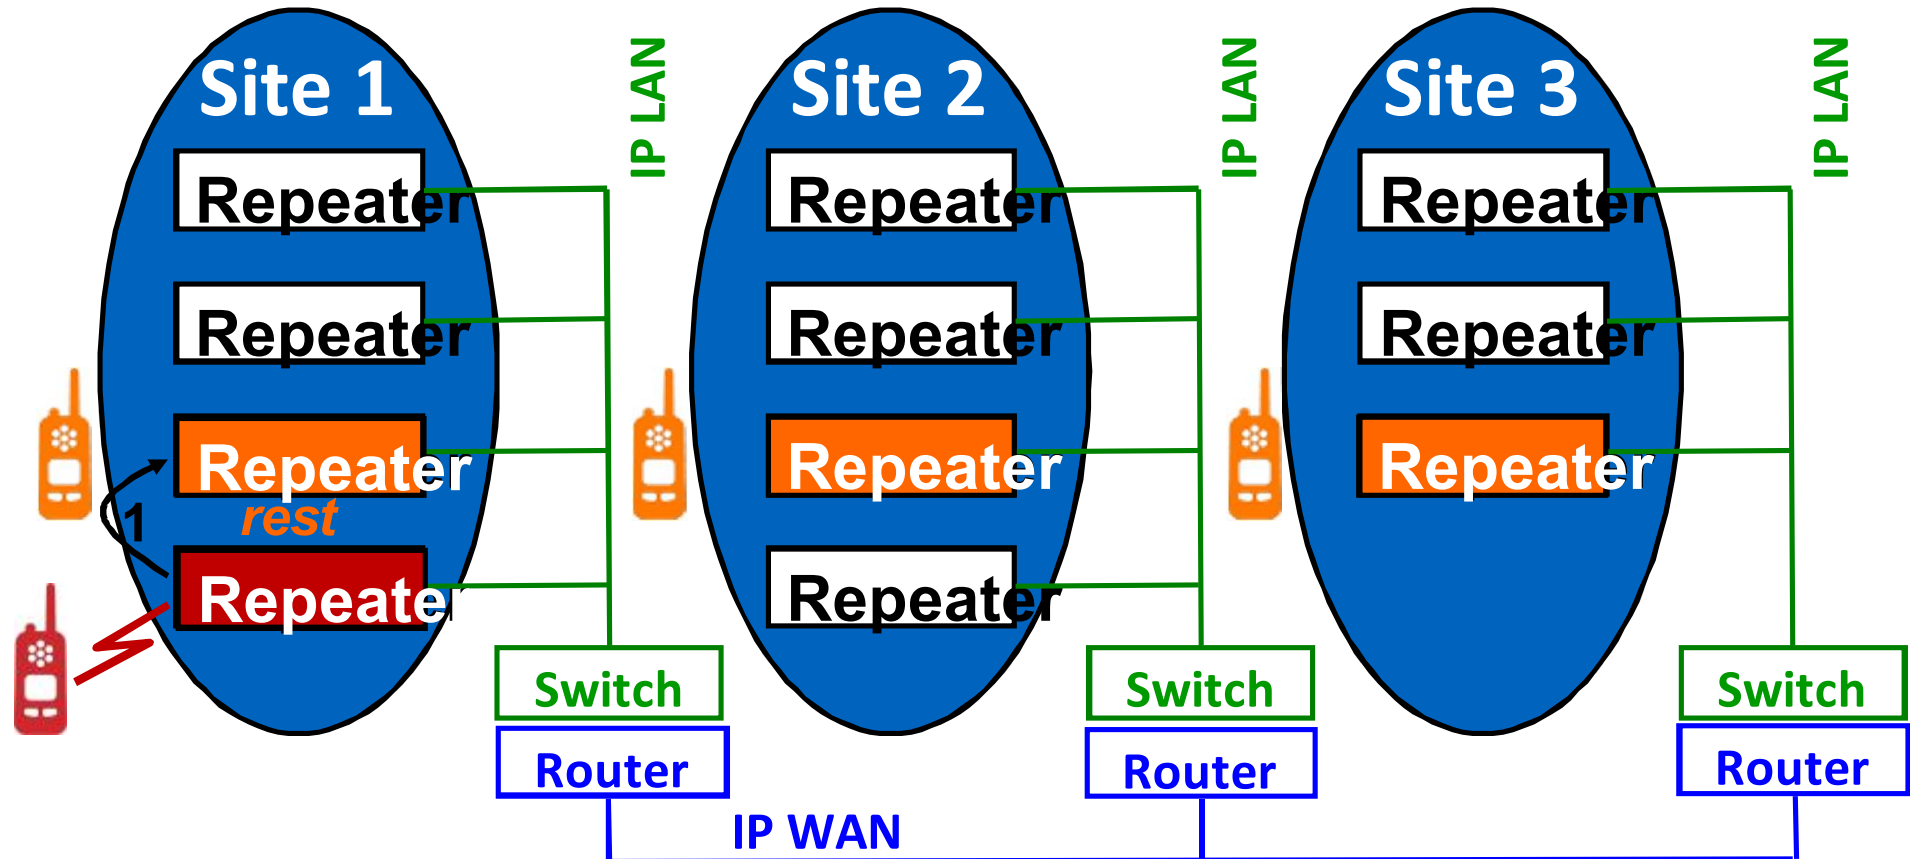 Site 1
IP LAN
Repeater
Repeater
Repeater
rest
1
Repeate
Switch
Router
Site 2
IP LAN
Repeater
Repeater
Repeater
Repeater
Switch
Router
Site 3
IP LAN
Repeater
Repeater
Repeater
Switch
Router
IP WAN